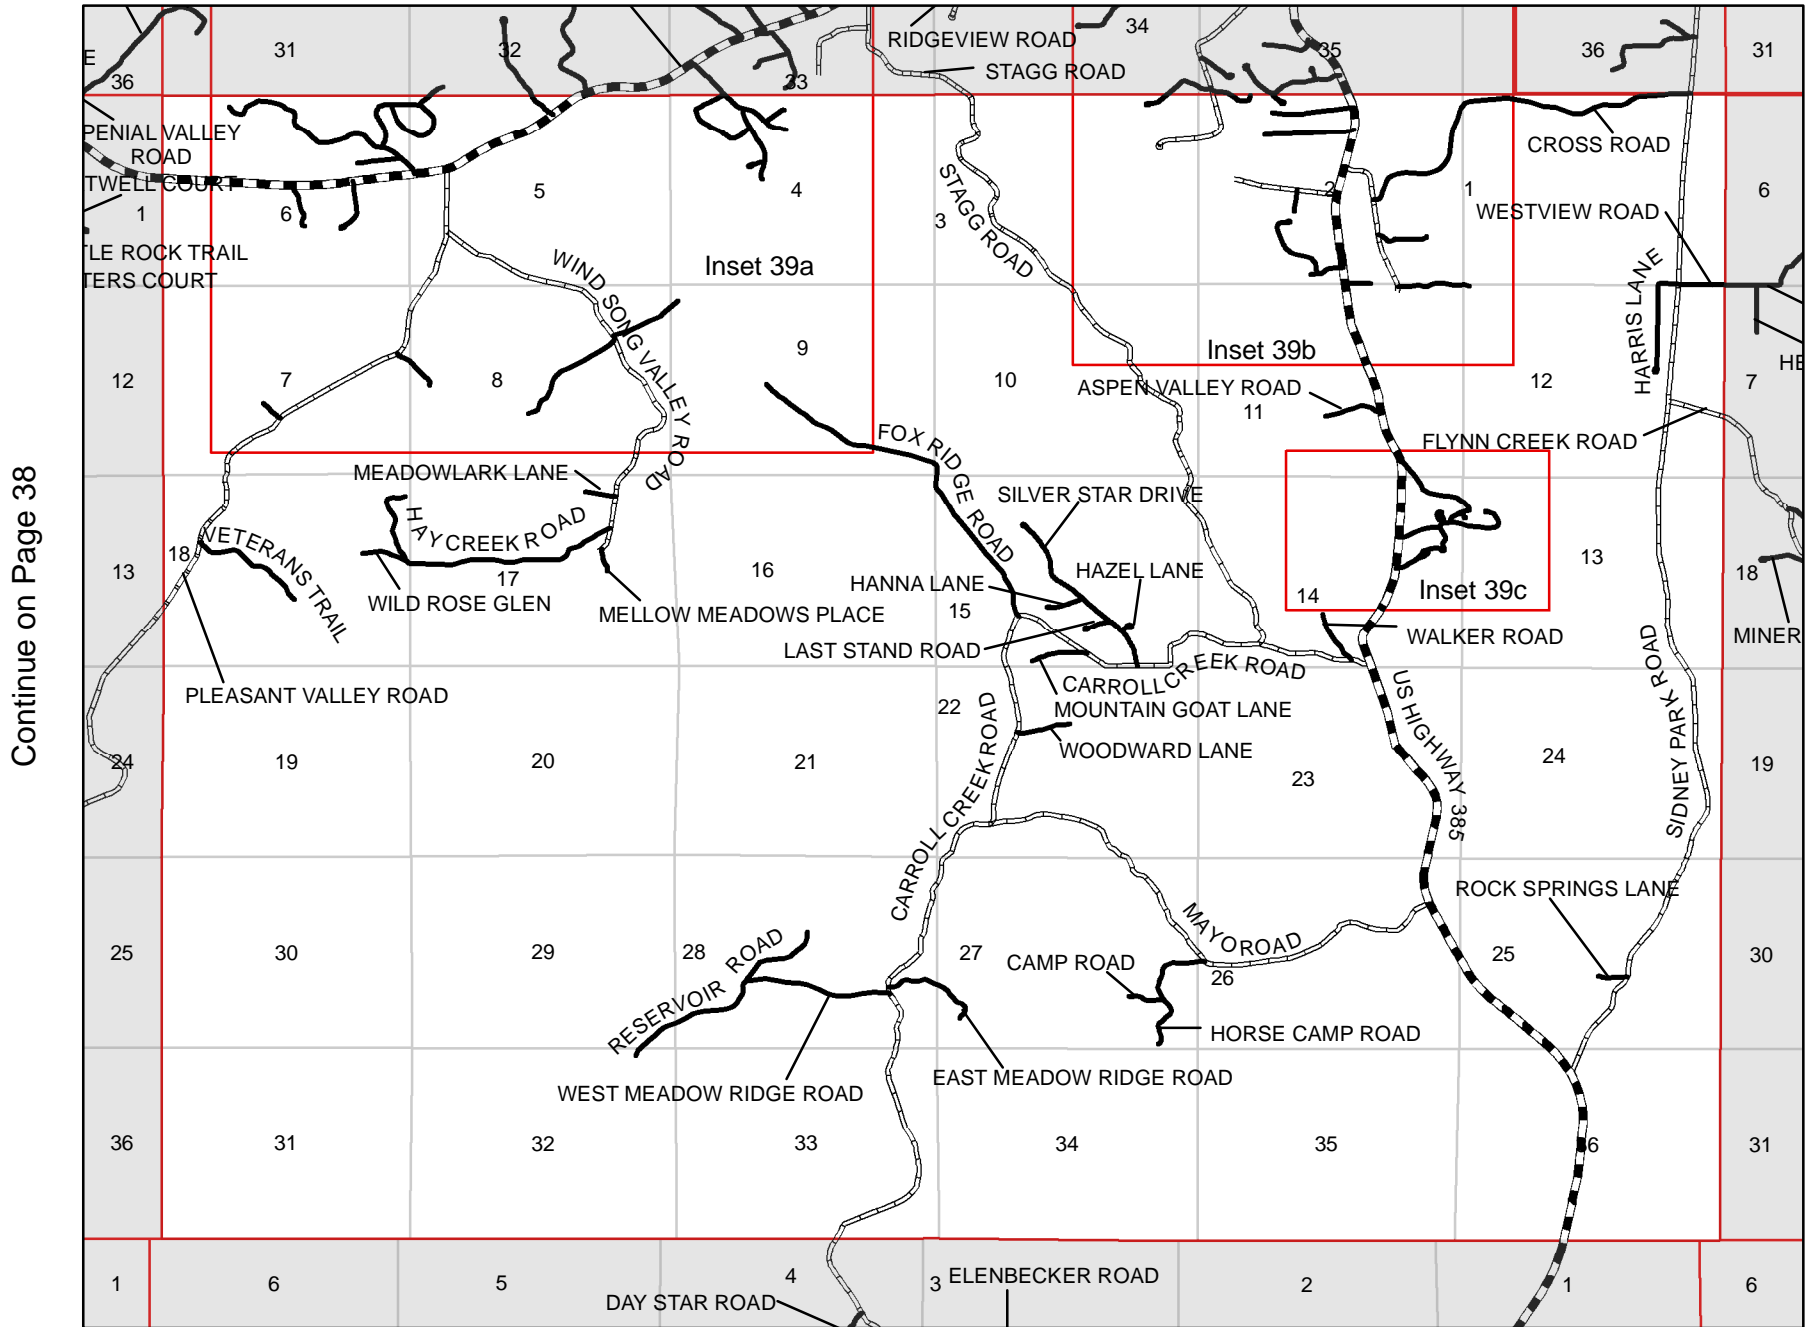 31
32
33
RIDGEVIEW ROAD
STAGG ROAD
34
35
36
31
E
36
PENIAL VALLEY
ROAD
TWELL COURT
1
6
5
4
3
STAGG ROAD
2
1
CROSS ROAD
WESTVIEW ROAD
6
TLE ROCK TRAIL
TERS COURT
WIND SONG VALLEY ROAD
Inset 39a
HARRIS LANE
12
7
8
9
10
Inset 39b
ASPEN VALLEY ROAD
11
12
7
HE
FLYNN CREEK ROAD
FOX RIDGE ROAD
MEADOWLARK LANE
SILVER STAR DRIVE
HAY CREEK ROAD
VETERANS TRAIL
13
18
17
16
15
14
13
18
HANNA LANE
HAZEL LANE
Inset 39c
WILD ROSE GLEN
MELLOW MEADOWS PLACE
LAST STAND ROAD
WALKER ROAD
MINER
CARROLL CREEK ROAD
PLEASANT VALLEY ROAD
MOUNTAIN GOAT LANE
22
WOODWARD LANE
US HIGHWAY 385
SIDNEY PARK ROAD
Continue on Page 38
24
19
20
21
23
24
19
CARROLL CREEK ROAD
ROCK SPRINGS LANE
MAYO ROAD
25
30
29
28
27
26
25
30
RESERVOIR ROAD
CAMP ROAD
HORSE CAMP ROAD
WEST MEADOW RIDGE ROAD
EAST MEADOW RIDGE ROAD
36
31
32
33
34
35
36
31
1
6
5
4
3
ELENBECKER ROAD
2
1
6
DAY STAR ROAD